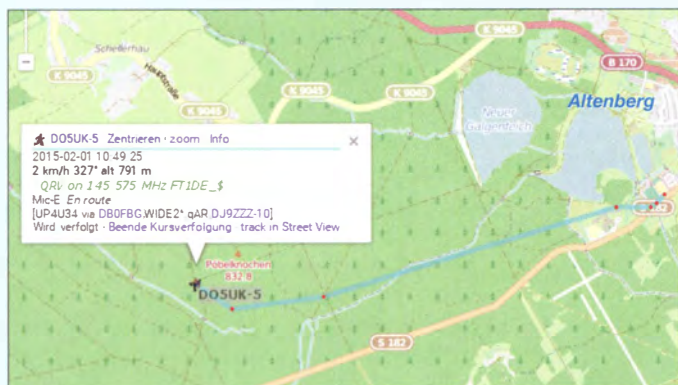 Schellerhau
K 9045
K 9045
Hauptstraße
K 9045
K 9045
B 170
Altenberg
Neuer
Galgenteich
DO5UK-5 Zentrieren · zoom Info
2015-02-01 10:49:25
2 km/h 327° alt 791 m
QRV on 145 575 MHz FT1DE_$
Mic-E En route
[UP4U34 via DB0FBG,WIDE2*,qAR,DJ9ZZZ-10]
Wird verfolgt · Beende Kursverfolgung track in Street View
S 182
Pöbelknochen
832.8
DO5UK-5
S 182